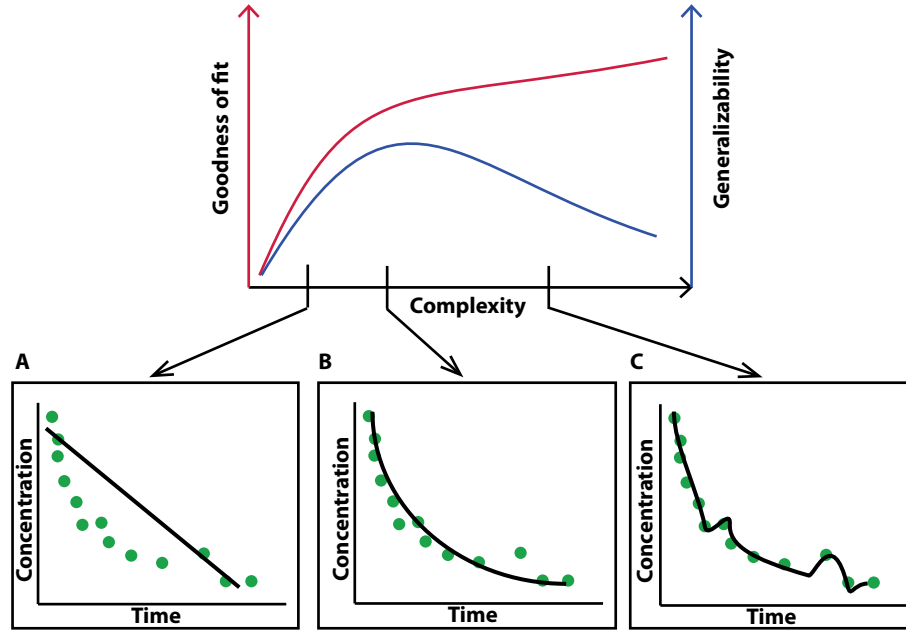 Goodness of fit
Generalizability
Complexity
A
B
C
Concentration
Time
Concentration
Time
Concentration
Time